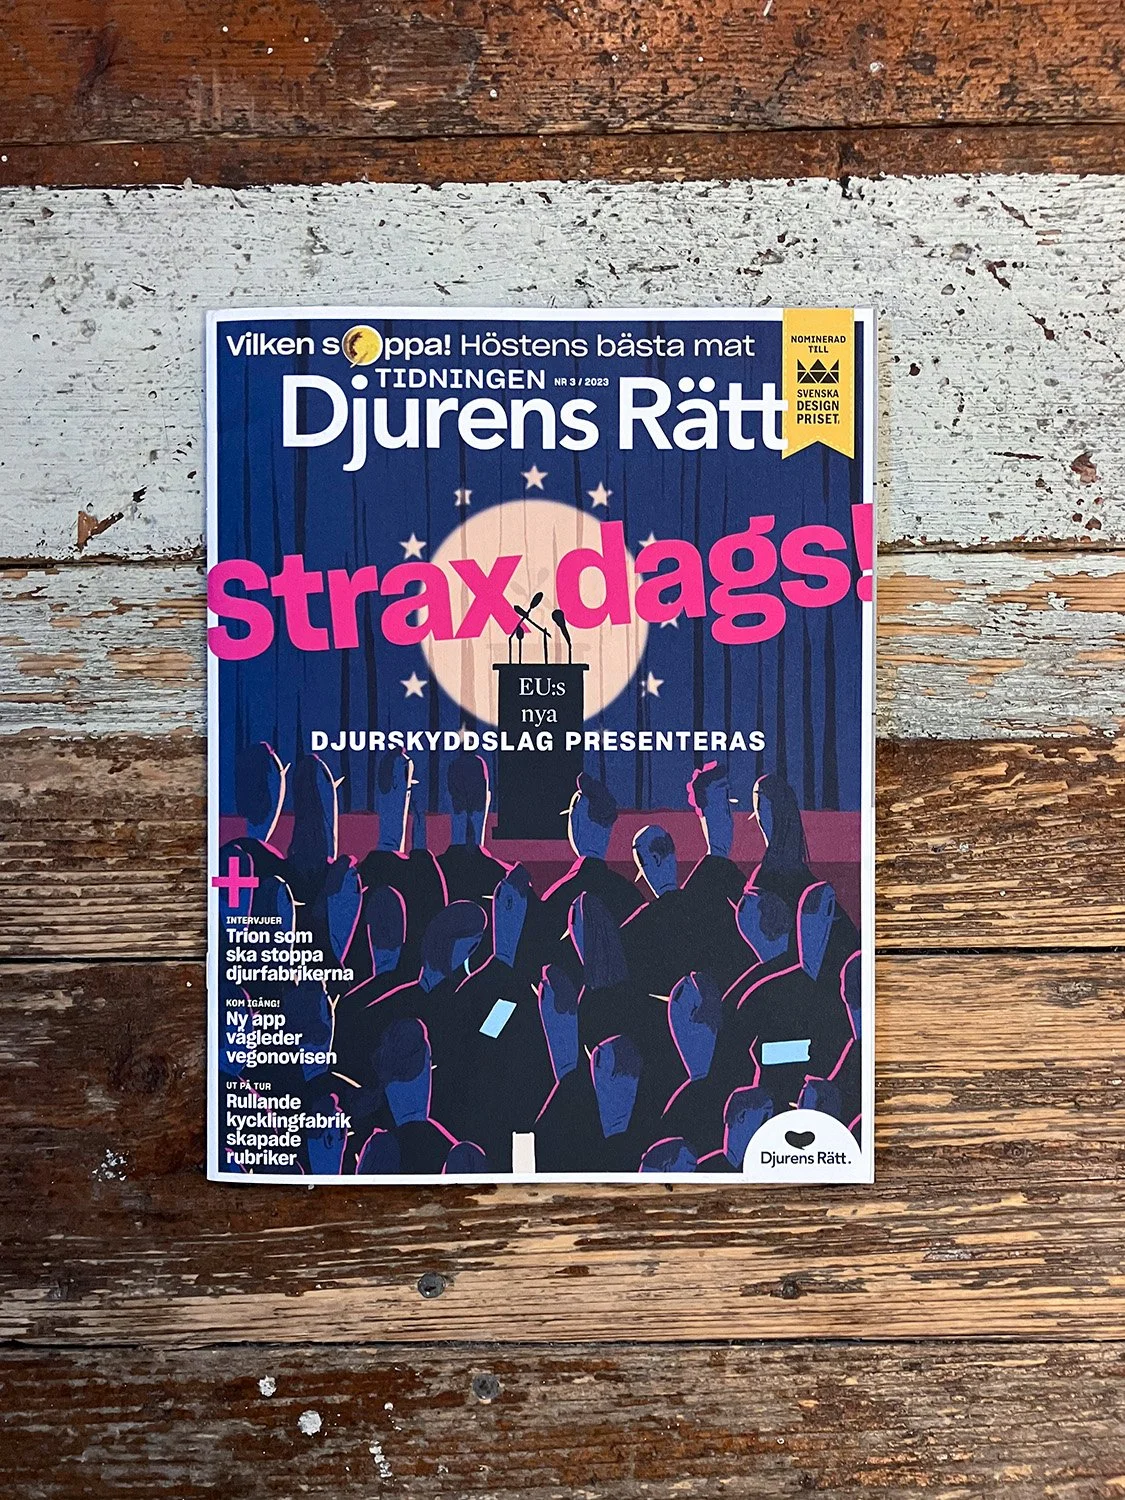 Vilken soppa! Höstens bästa mat
TIDNINGEN NR 3 / 2023
Djurens Rätt
NOMINERAD
TILL
SVENSKA
DESIGN
PRISET.
Strax dags!
EU:s
nya
DJURSKYDDSLAG PRESENTERAS
+
INTERVJUER
Trion som
ska stoppa
djurfabrikerna
KOM IGÅNG!
Ny app
vägleder
vegonovisen
UT PÅ TUR
Rullande
kycklingfabrik
skapade
rubriker
Djurens Rätt.